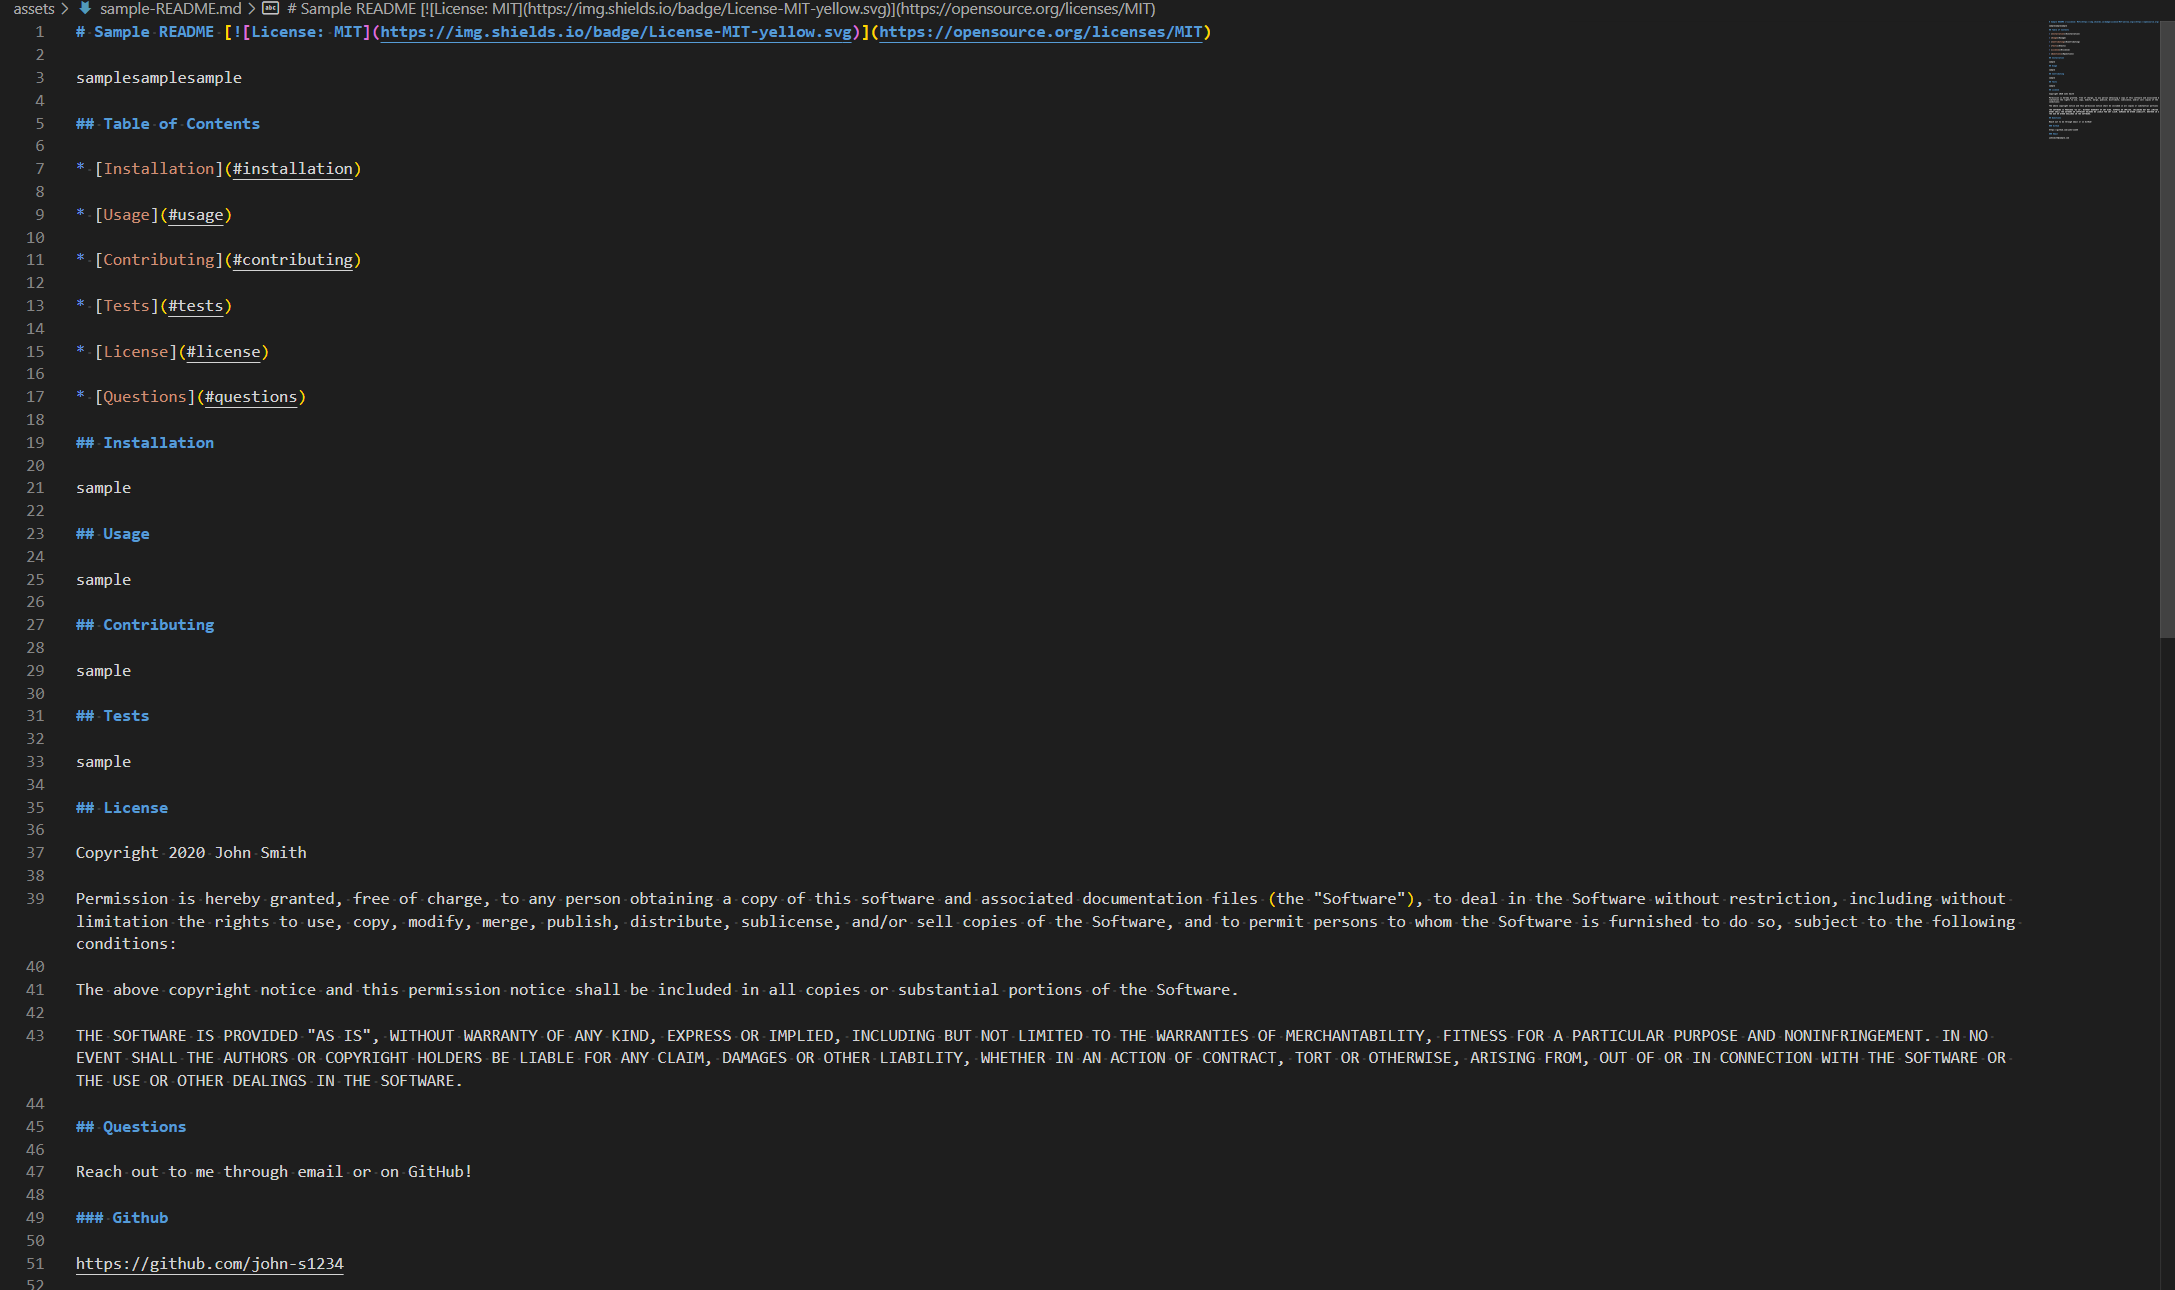 assets > sample-README.md > # Sample README [![License: MIT](https://img.shields.io/badge/License-MIT-yellow.svg)](https://opensource.org/licenses/MIT)
1 # Sample README [![License: MIT](https://img.shields.io/badge/License-MIT-yellow.svg)](https://opensource.org/licenses/MIT)
2
3 samplesamplesample
4
5 ## Table of Contents
6
7 * [Installation](#installation)
8
9 * [Usage](#usage)
10
11 * [Contributing](#contributing)
12
13 * [Tests](#tests)
14
15 * [License](#license)
16
17 * [Questions](#questions)
18
19 ## Installation
20
21 sample
22
23 ## Usage
24
25 sample
26
27 ## Contributing
28
29 sample
30
31 ## Tests
32
33 sample
34
35 ## License
36
37 Copyright 2020 John Smith
38
39 Permission is hereby granted, free of charge, to any person obtaining a copy of this software and associated documentation files (the "Software"), to deal in the Software without restriction, including without
limitation the rights to use, copy, modify, merge, publish, distribute, sublicense, and/or sell copies of the Software, and to permit persons to whom the Software is furnished to do so, subject to the following
conditions:
40
41 The above copyright notice and this permission notice shall be included in all copies or substantial portions of the Software.
42
43 THE SOFTWARE IS PROVIDED "AS IS", WITHOUT WARRANTY OF ANY KIND, EXPRESS OR IMPLIED, INCLUDING BUT NOT LIMITED TO THE WARRANTIES OF MERCHANTABILITY, FITNESS FOR A PARTICULAR PURPOSE AND NONINFRINGEMENT. IN NO
EVENT SHALL THE AUTHORS OR COPYRIGHT HOLDERS BE LIABLE FOR ANY CLAIM, DAMAGES OR OTHER LIABILITY, WHETHER IN AN ACTION OF CONTRACT, TORT OR OTHERWISE, ARISING FROM, OUT OF OR IN CONNECTION WITH THE SOFTWARE OR
THE USE OR OTHER DEALINGS IN THE SOFTWARE.
44
45 ## Questions
46
47 Reach out to me through email or on GitHub!
48
49 ### Github
50
51 https://github.com/john-s1234
52